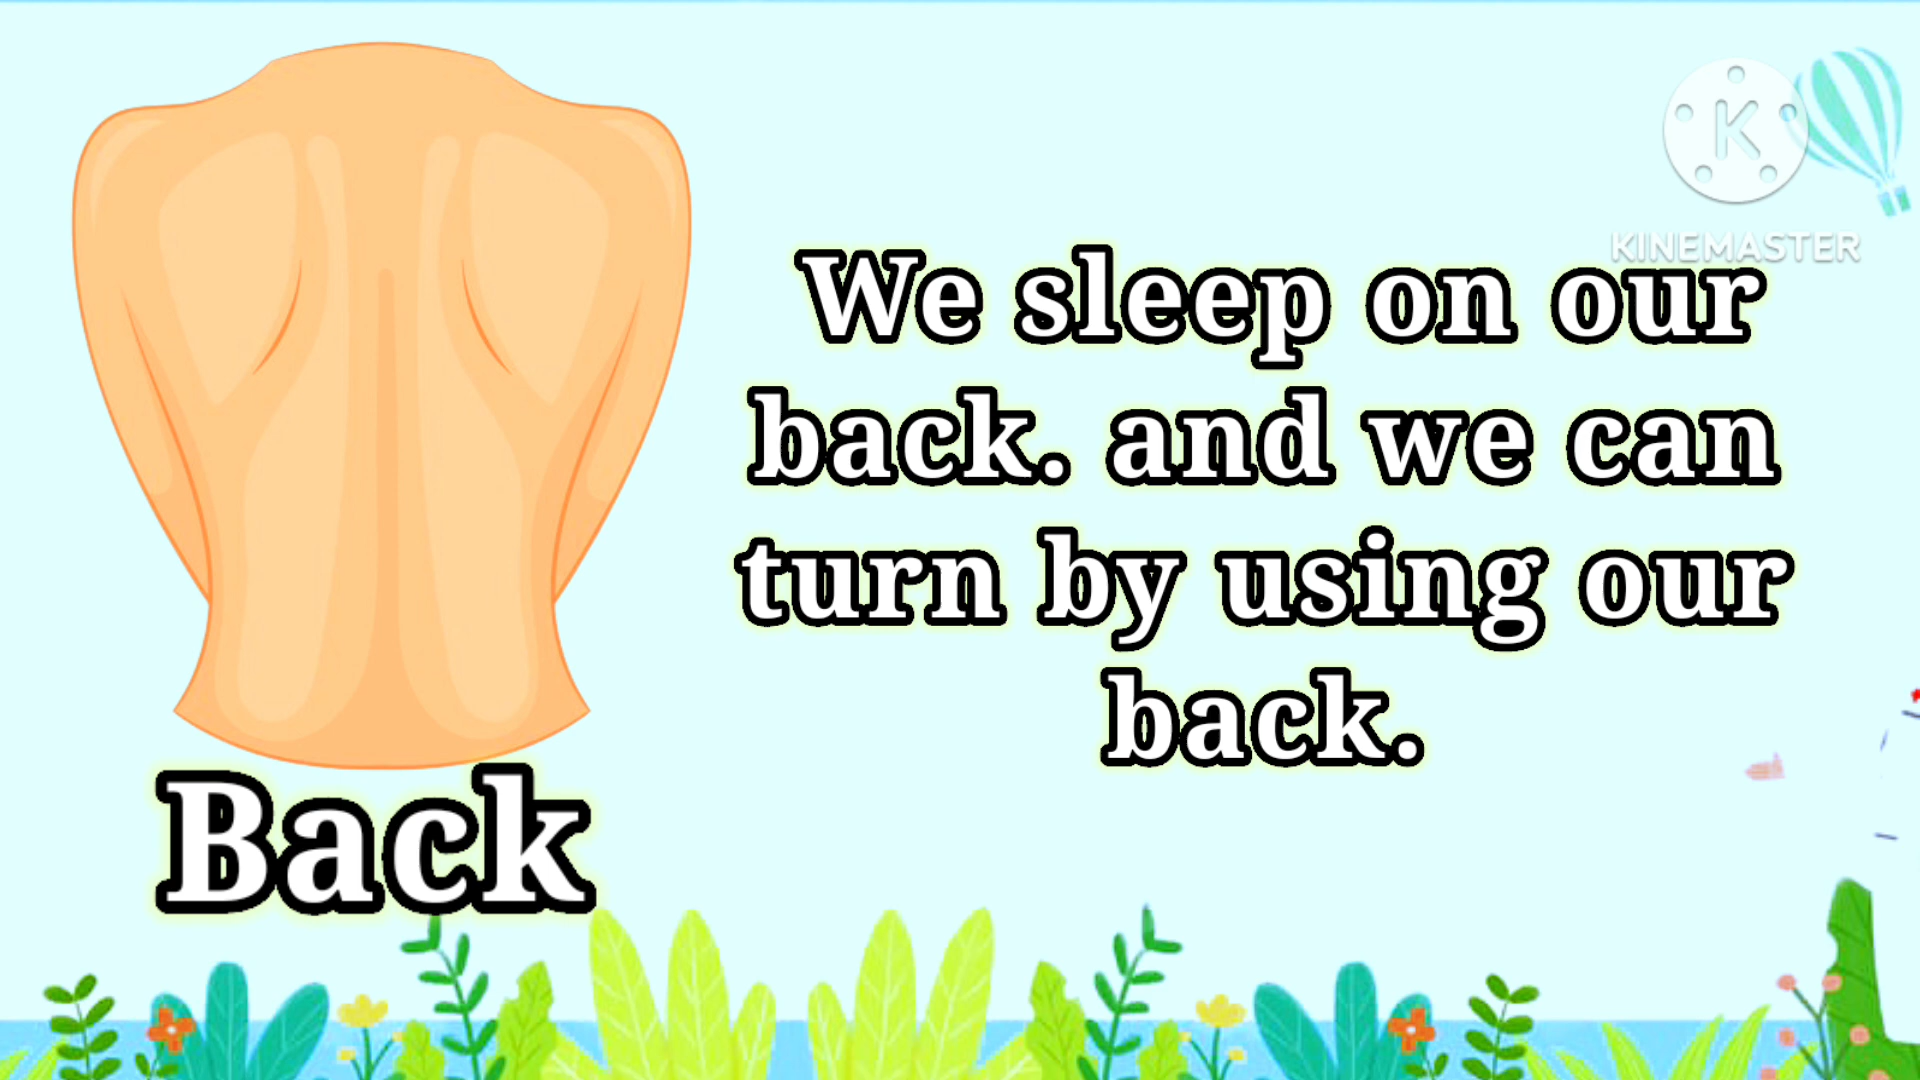 K
KINEMASTER
We sleep on our
back. and we can
turn by using our
back.
Back